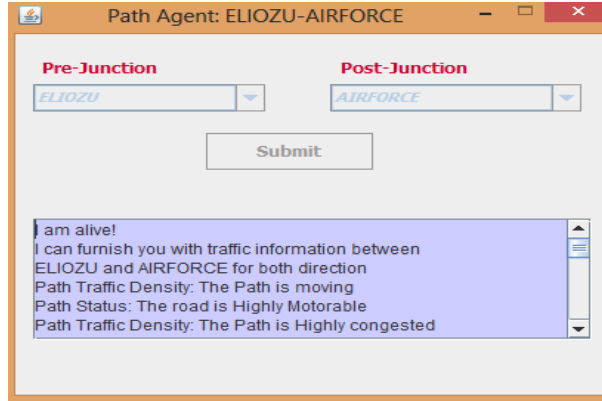 Path Agent: ELIOZU-AIRFORCE
Pre-Junction Post-Junction
ELIOZU AIRFORCE
Submit
I am alive!
I can furnish you with traffic information between
ELIOZU and AIRFORCE for both direction
Path Traffic Density: The Path is moving
Path Status: The road is Highly Motorable
Path Traffic Density: The Path is Highly congested